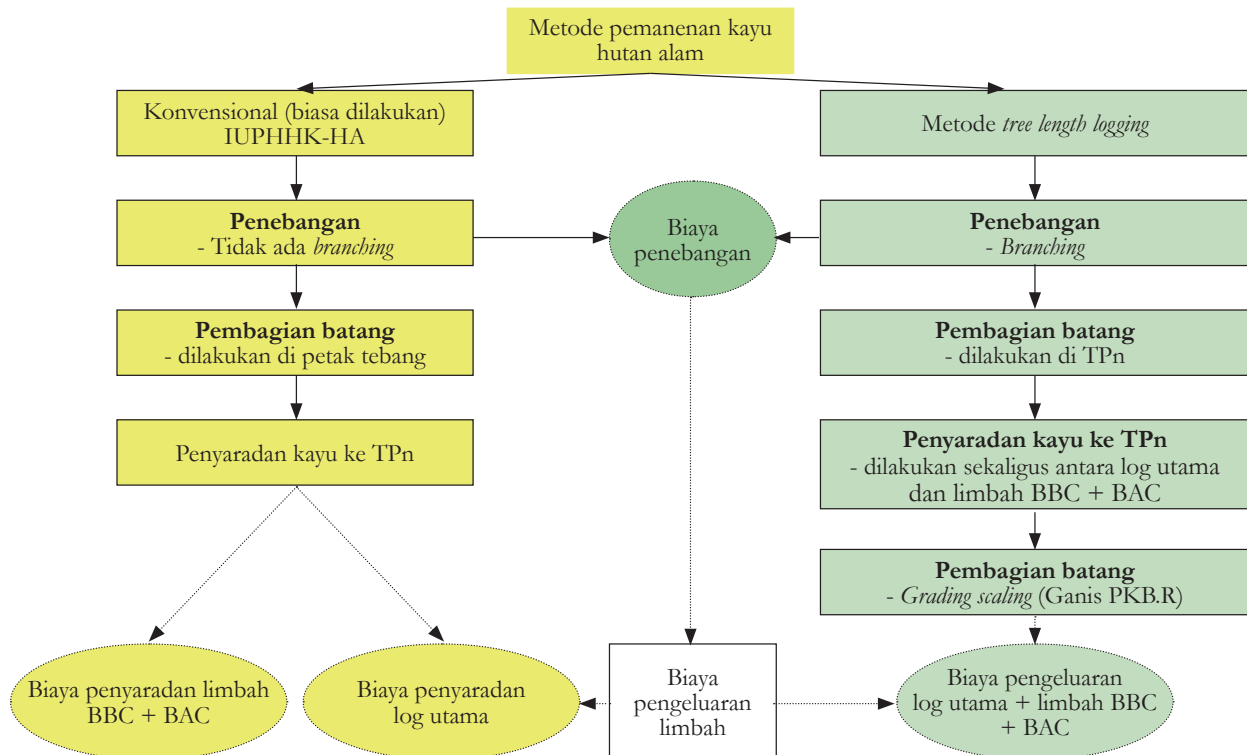 Metode pemanenan kayu
hutan alam
Konvensional (biasa dilakukan)
IUPHHK-HA
Metode tree length logging
Penebangan
- Tidak ada branching
Biaya
penebangan
Penebangan
- Branching
Pembagian batang
- dilakukan di petak tebang
Pembagian batang
- dilakukan di TPn
Penyaradan kayu ke TPn
Penyaradan kayu ke TPn
- dilakukan sekaligus antara log utama
dan limbah BBC + BAC
Pembagian batang
- Grading scaling (Ganis PKB.R)
Biaya penyaradan limbah
BBC + BAC
Biaya penyaradan
log utama
Biaya
pengeluaran
limbah
Biaya pengeluaran
log utama + limbah BBC
+ BAC